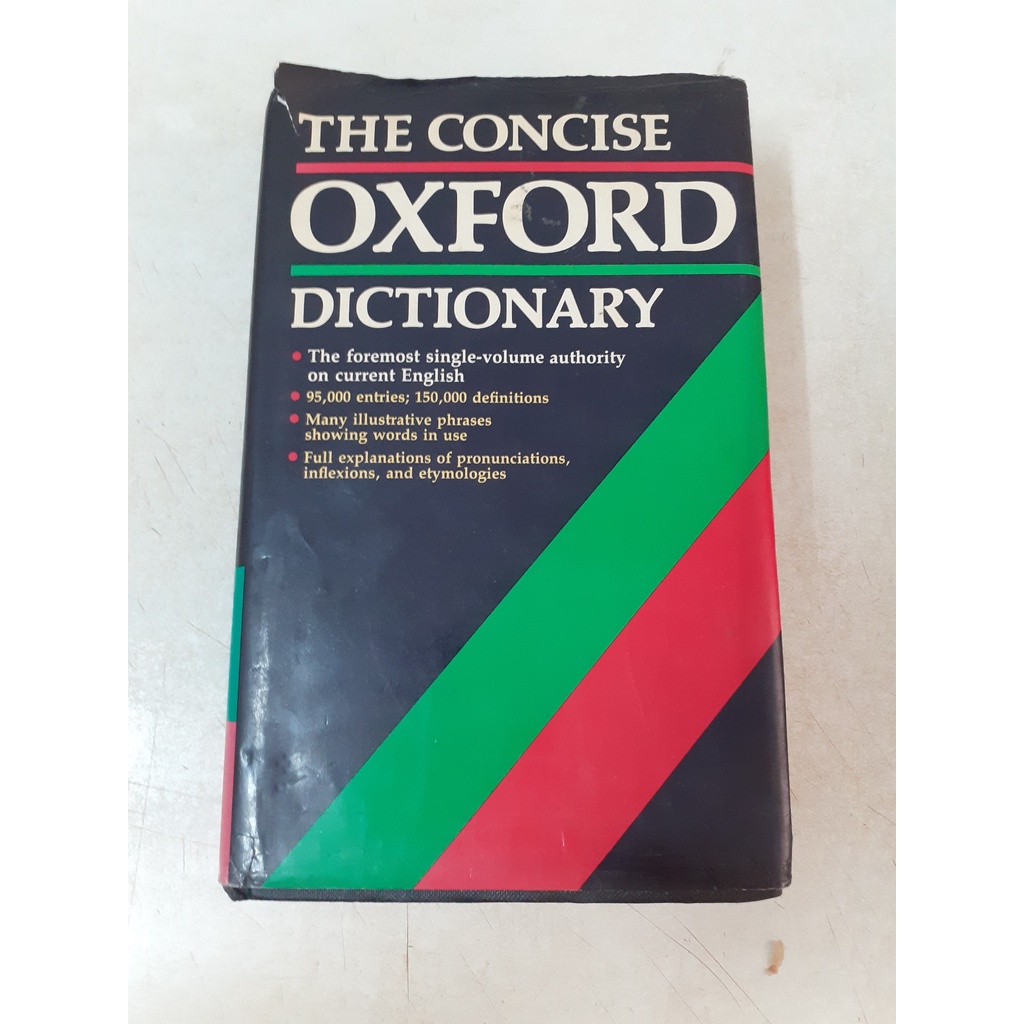 THE CONCISE
OXFORD
DICTIONARY
• The foremost single-volume authority
on current English
• 95,000 entries; 150,000 definitions
• Many illustrative phrases
showing words in use
• Full explanations of pronunciations,
inflexions, and etymologies